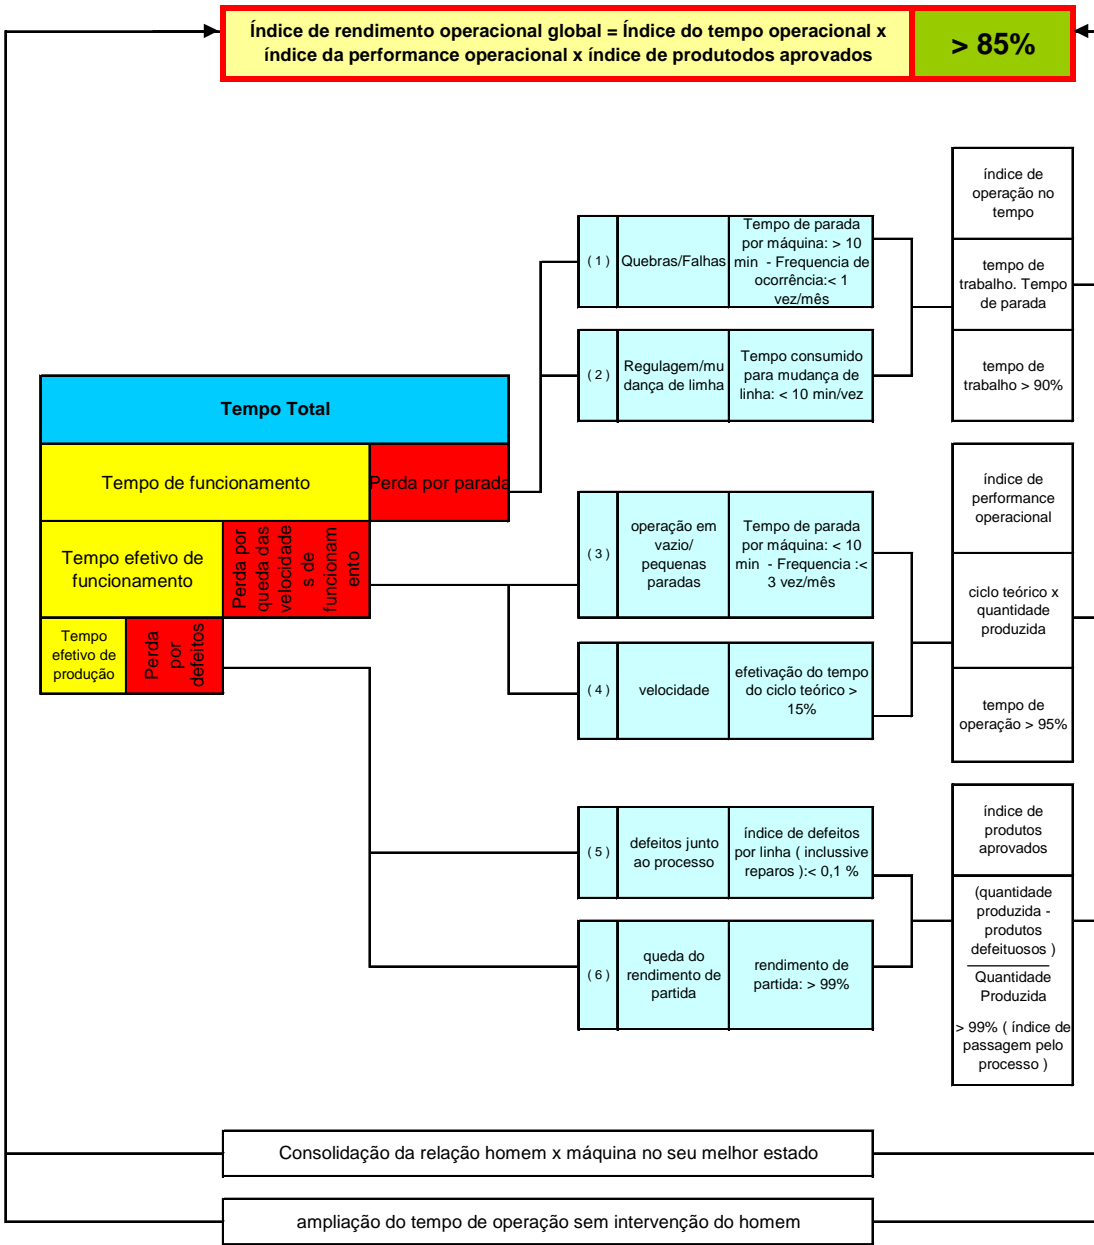 Índice de rendimento operacional global = Índice do tempo operacional x
índice da performance operacional x índice de produtodos aprovados
> 85%
índice de
operação no
tempo
tempo de
trabalho. Tempo
de parada
tempo de
trabalho > 90%
( 1 )
Quebras/Falhas
Tempo de parada
por máquina: > 10
min - Frequencia de
ocorrência:< 1
vez/mês
( 2 )
Regulagem/mu
dança de limha
Tempo consumido
para mudança de
linha: < 10 min/vez
Tempo Total
Tempo de funcionamento
Perda por parada
Tempo efetivo de
funcionamento
Perda por
queda das
velocidade
s de
funcionam
ento
Tempo
efetivo de
produção
Perda
por
defeitos
( 3 )
operação em
vazio/
pequenas
paradas
Tempo de parada
por máquina: < 10
min - Frequencia :<
3 vez/mês
( 4 )
velocidade
efetivação do tempo
do ciclo teórico >
15%
índice de
performance
operacional
ciclo teórico x
quantidade
produzida
tempo de
operação > 95%
( 5 )
defeitos junto
ao processo
índice de defeitos
por linha ( inclussive
reparos ):< 0,1 %
( 6 )
queda do
rendimento de
partida
rendimento de
partida: > 99%
índice de
produtos
aprovados
(quantidade
produzida -
produtos
defeituosos )
Quantidade
Produzida
> 99% ( índice de
passagem pelo
processo )
Consolidação da relação homem x máquina no seu melhor estado
ampliação do tempo de operação sem intervenção do homem